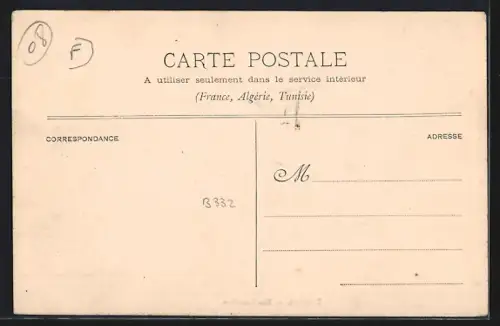 08
F
CARTE POSTALE
A utiliser seulement dans le service intérieur
(France, Algérie, Tunisie)
CORRESPONDANCE
ADRESSE
M
B332